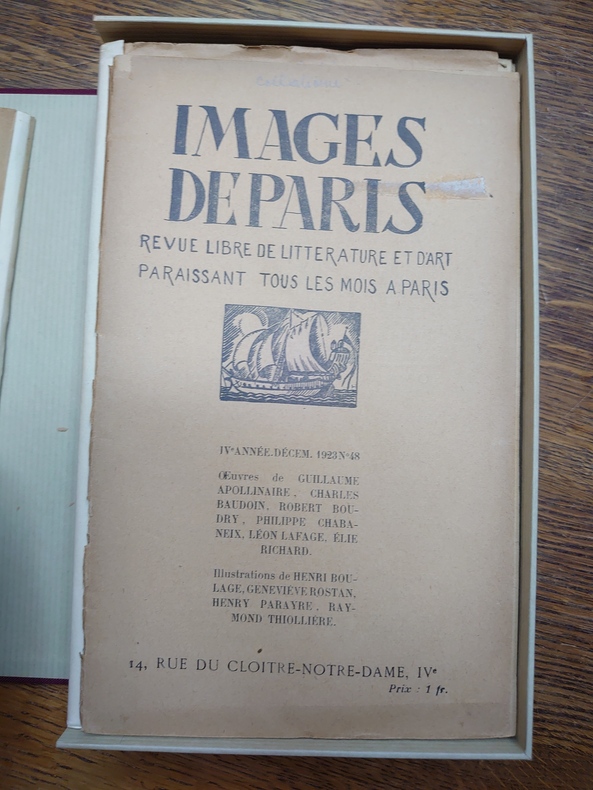 IMAGES
DE PARIS
REVUE LIBRE DE LITTERATURE ET D'ART
PARAISSANT TOUS LES MOIS A PARIS
IVe ANNÉE. DÉCEM. 1923 No 48
Œuvres de GUILLAUME
APOLLINAIRE, CHARLES
BAUDOIN, ROBERT BOU-
DRY, PHILIPPE CHABA-
NEIX, LÉON LAFAGE, ÉLIE
RICHARD.
Illustrations de HENRI BOU-
LAGE, GENEVIÈVE ROSTAN,
HENRY PARAYRE, RAY-
MOND THIOLLIÈRE.
14, RUE DU CLOITRE-NOTRE-DAME, IVe
Prix : 1 fr.